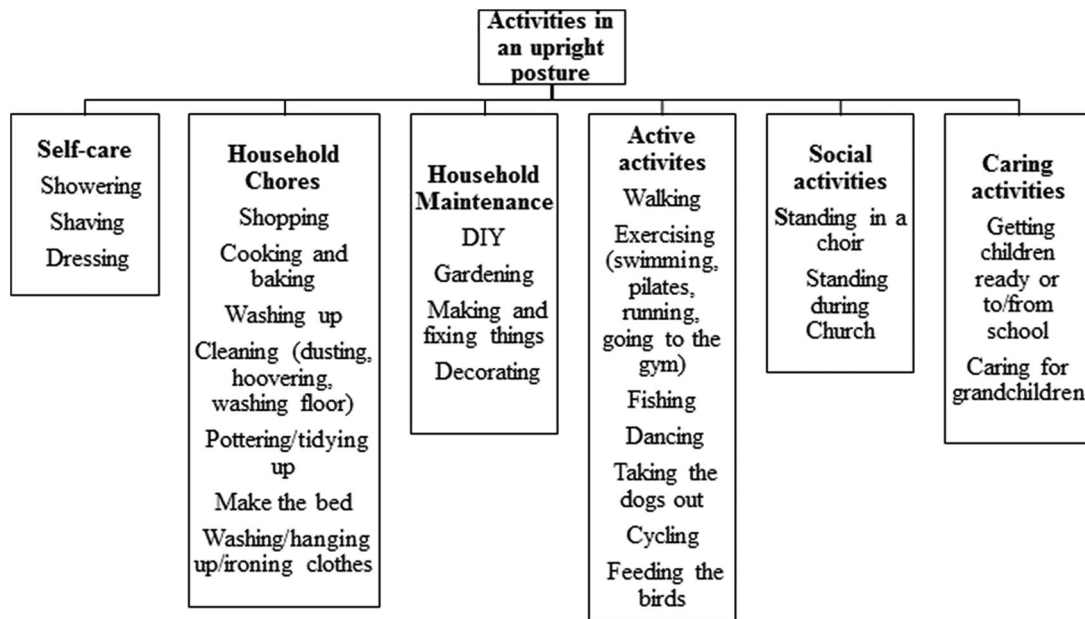 Activities in
an upright
posture
Self-care
Showering
Shaving
Dressing
Household
Chores
Shopping
Cooking and
baking
Washing up
Cleaning (dusting,
hoovering,
washing floor)
Pottering/tidying
up
Make the bed
Washing/hanging
up/ironing clothes
Household
Maintenance
DIY
Gardening
Making and
fixing things
Decorating
Active
activites
Walking
Exercising
(swimming,
pilates,
running,
going to the
gym)
Fishing
Dancing
Taking the
dogs out
Cycling
Feeding the
birds
Social
activities
Standing in a
choir
Standing
during
Church
Caring
activities
Getting
children
ready or
to/from
school
Caring for
grandchildren